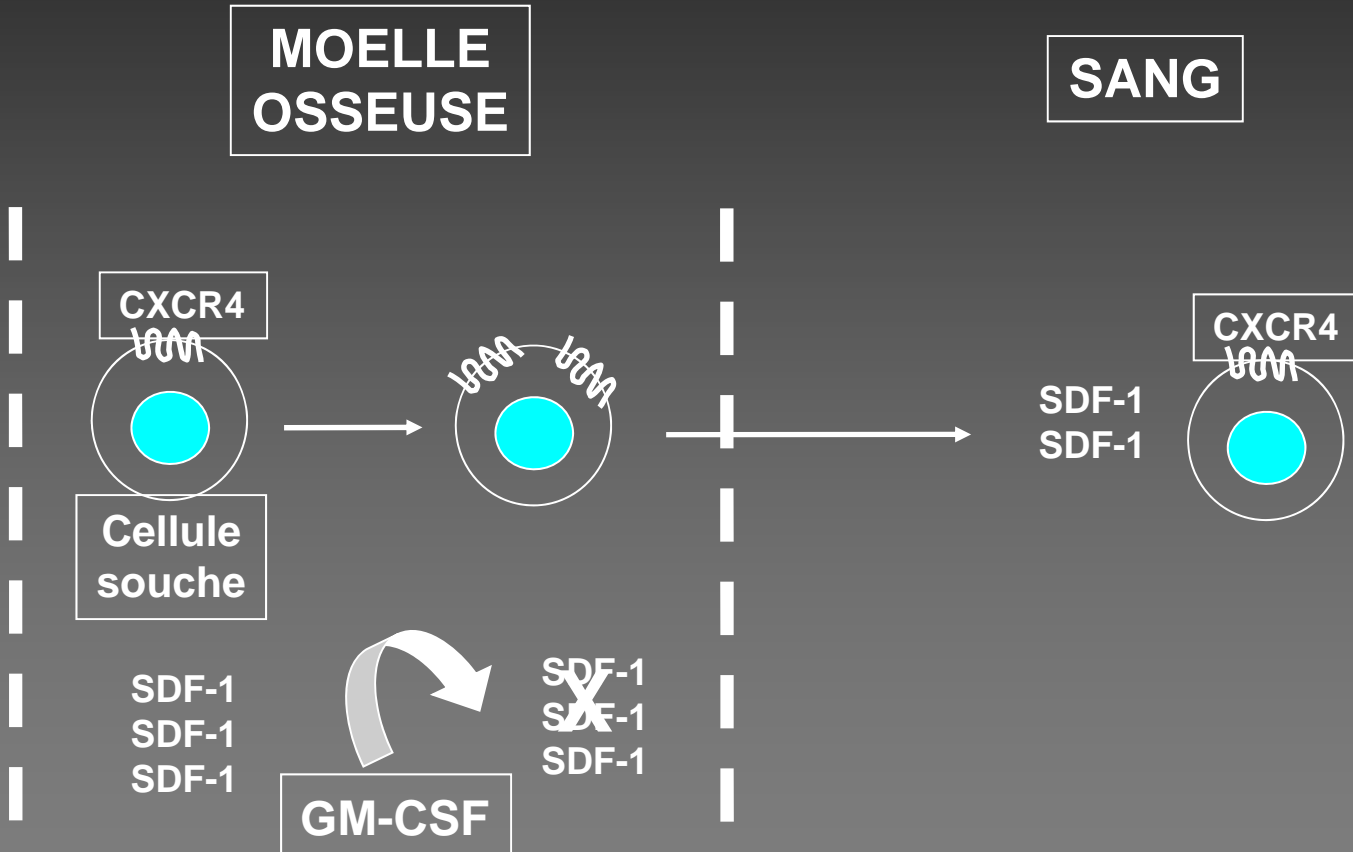 MOELLE
OSSEUSE
SANG
CXCR4
Cellule
souche
SDF-1
SDF-1
SDF-1
GM-CSF
SDF-1
SDF-1
SDF-1
X
SDF-1
SDF-1
CXCR4